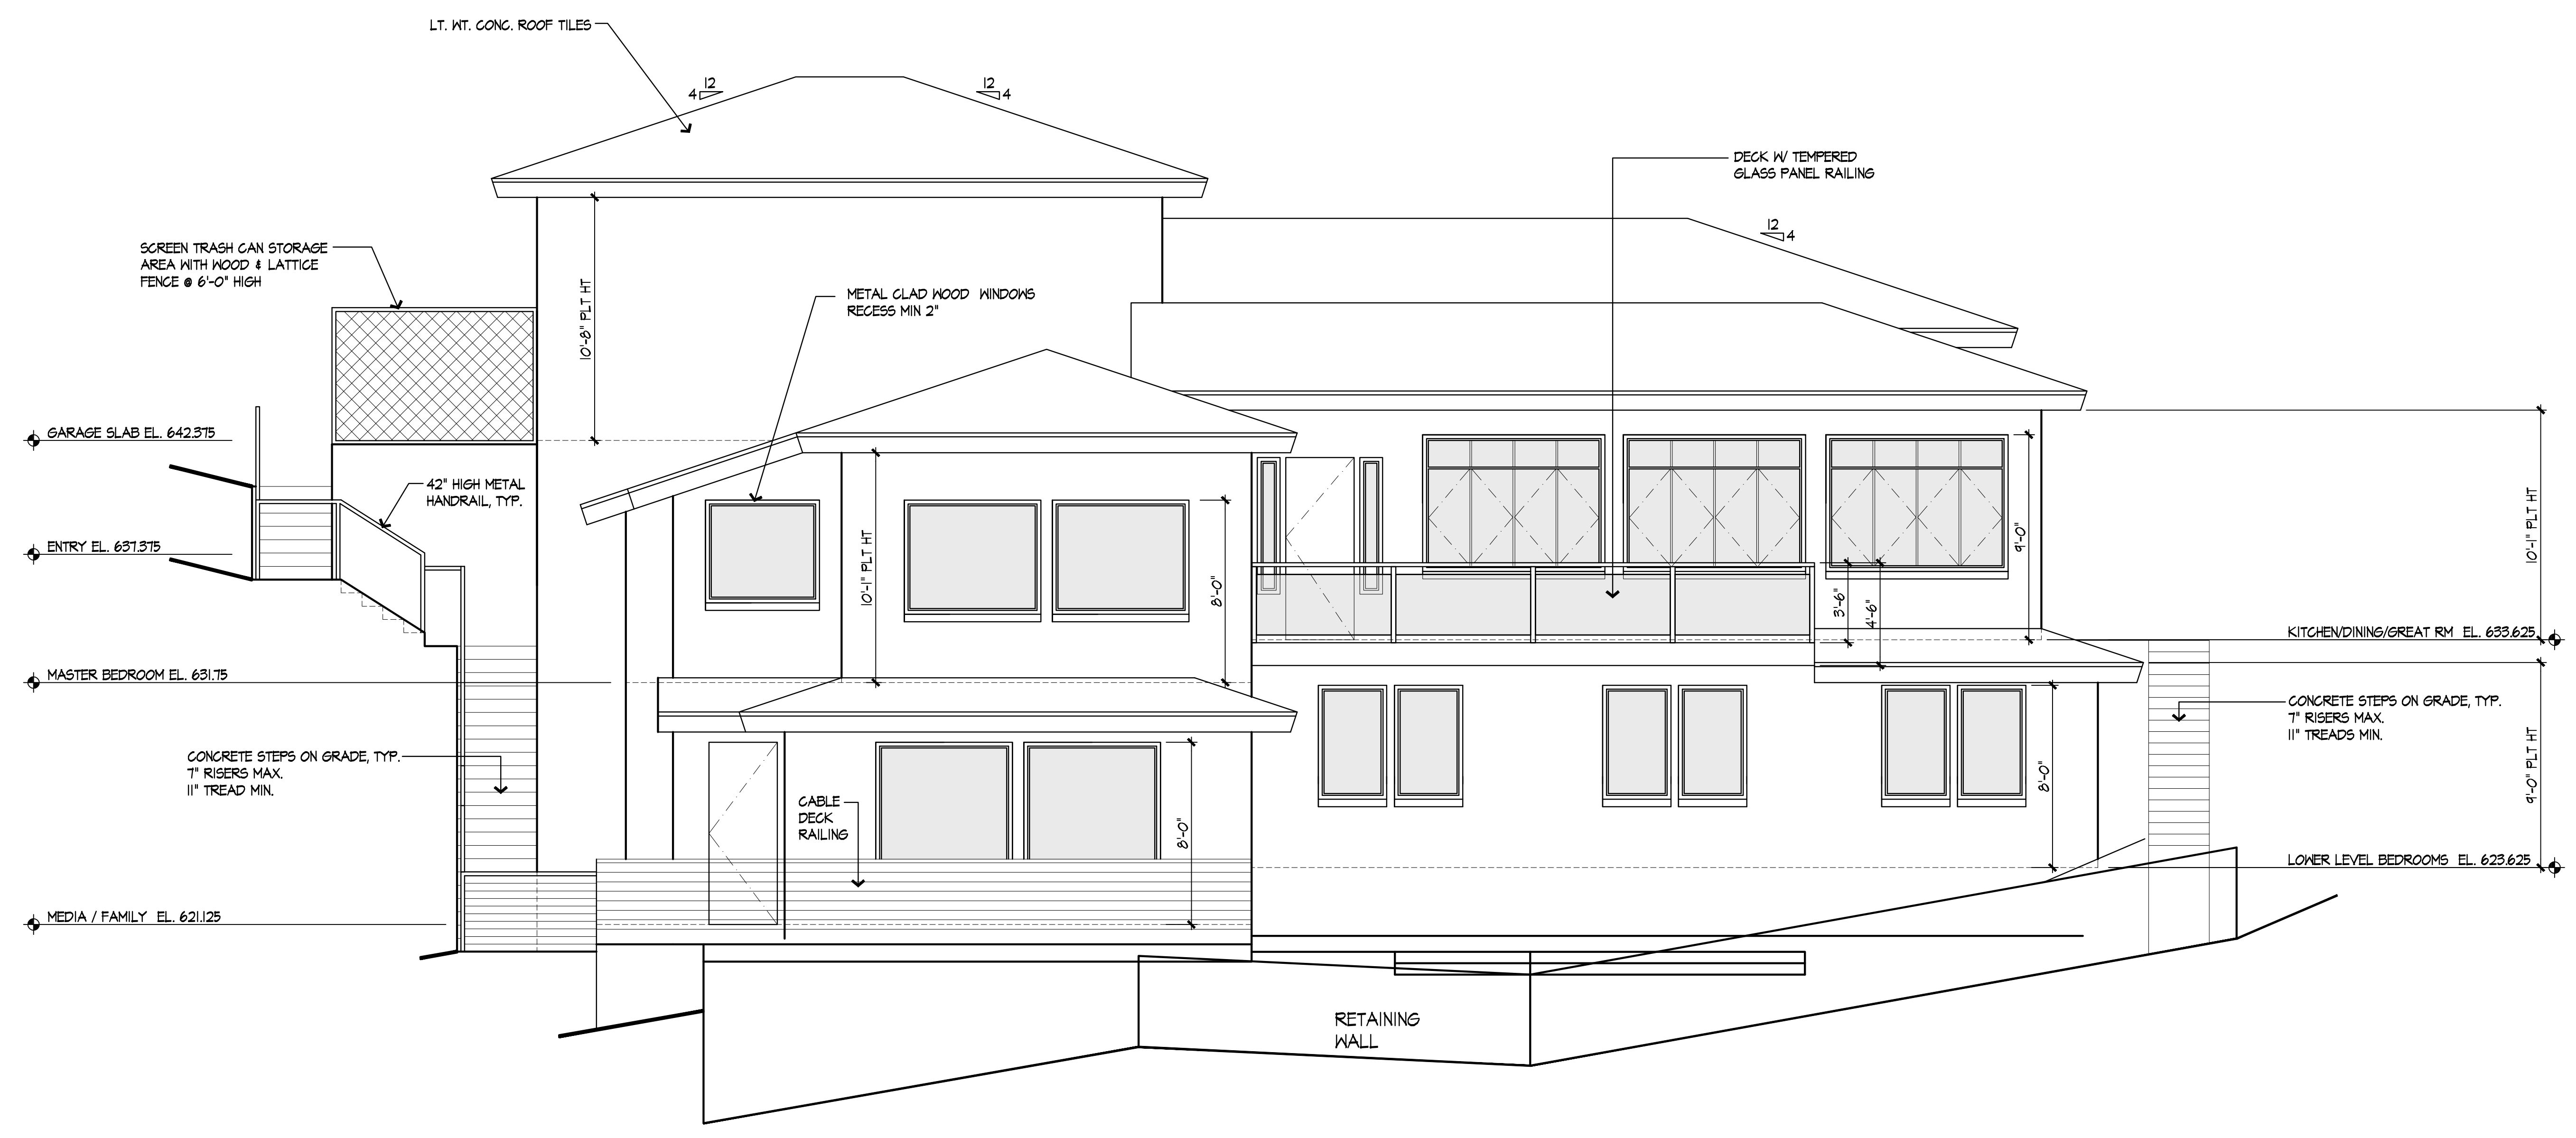 LT. WT. CONC. ROOF TILES
12
4
12
4
DECK W/ TEMPERED
GLASS PANEL RAILING
12
4
SCREEN TRASH CAN STORAGE
AREA WITH WOOD & LATTICE
FENCE @ 6'-0" HIGH
METAL CLAD WOOD WINDOWS
RECESS MIN 2"
10'-8" PLT HT
GARAGE SLAB EL. 642.375
42" HIGH METAL
HANDRAIL, TYP.
ENTRY EL. 637.375
10'-1" PLT HT
8'-0"
9'-0"
10'-1" PLT HT
3'-6"
4'-6"
KITCHEN/DINING/GREAT RM EL. 633.625
MASTER BEDROOM EL. 631.75
CONCRETE STEPS ON GRADE, TYP.
7" RISERS MAX.
11" TREADS MIN.
CONCRETE STEPS ON GRADE, TYP.
7" RISERS MAX.
11" TREAD MIN.
CABLE
DECK
RAILING
8'-0"
8'-0"
9'-0" PLT HT
LOWER LEVEL BEDROOMS EL. 623.625
MEDIA / FAMILY EL. 621.125
RETAINING
WALL